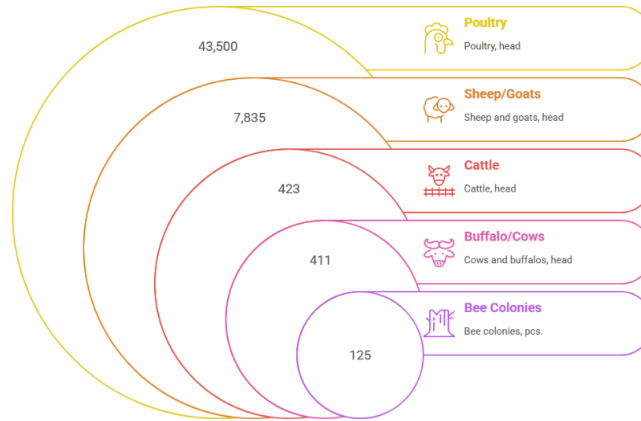 43,500
Poultry
Poultry, head
7,835
Sheep/Goats
Sheep and goats, head
423
Cattle
Cattle, head
411
Buffalo/Cows
Cows and buffalos, head
125
Bee Colonies
Bee colonies, pcs.